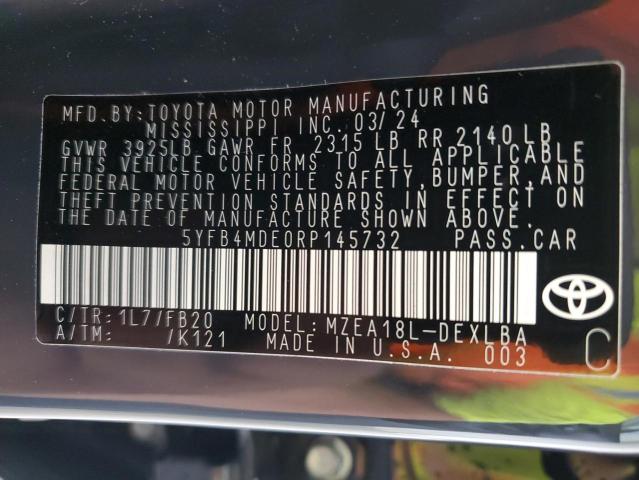 MFD. BY: TOYOTA MOTOR MANUFACTURING
MISSISSIPPI INC. 03/24
GVWR 3925LB GAWR FR 2315 LB RR 2140LB
THIS VEHICLE CONFORMS TO ALL APPLICABLE
FEDERAL MOTOR VEHICLE SAFETY, BUMPER, AND
THEFT PREVENTION STANDARDS IN EFFECT ON
THE DATE OF MANUFACTURE SHOWN ABOVE.
5YFB4MDE0RP145732 PASS.CAR
C/TR: 1L7/FB20 MODEL: MZEA18L-DEXLBA
A/TM: /K121 MADE IN U.S.A. 003
C